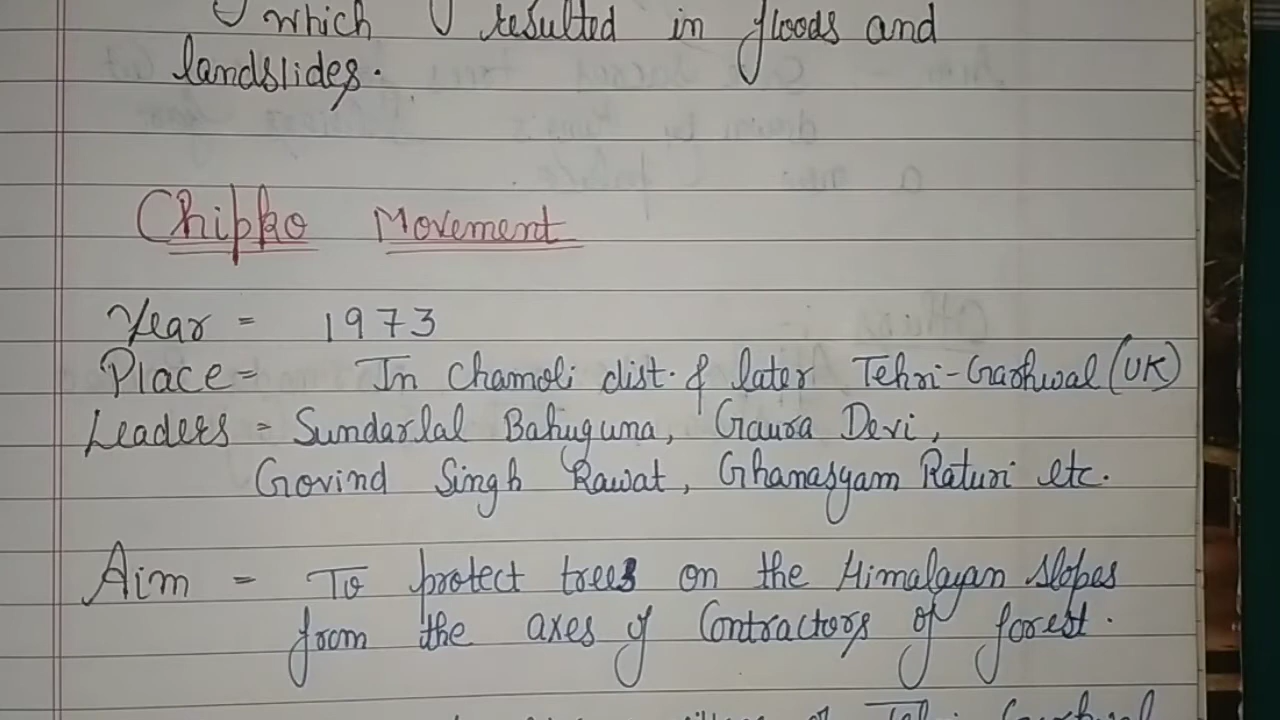 which resulted in floods and
landslides.
Chipko Movement
Year = 1973
Place = In Chamoli dist. & later Tehri-Garhwal (UK)
Leaders = Sundarlal Bahuguna, Gaura Devi,
Govind Singh Rawat, Ghanasyam Raturi etc.
Aim = To protect trees on the Himalayan slopes
from the axes of Contractors of forest.